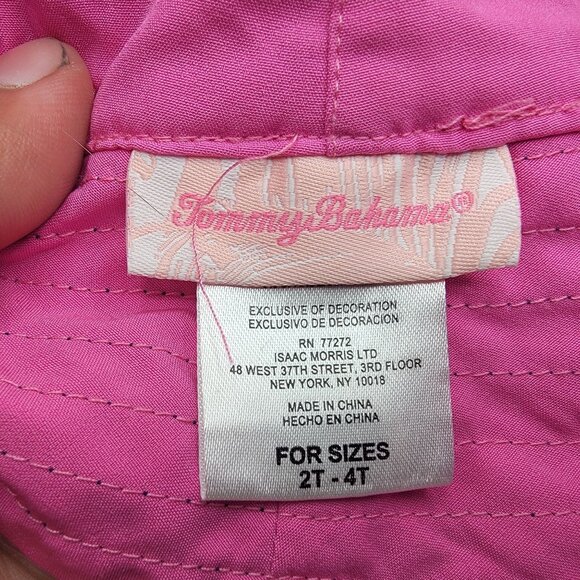 Tommy Bahama®
EXCLUSIVE OF DECORATION
EXCLUSIVO DE DECORACION
RN 77272
ISAAC MORRIS LTD
48 WEST 37TH STREET, 3RD FLOOR
NEW YORK, NY 10018
MADE IN CHINA
HECHO EN CHINA
FOR SIZES
2T - 4T